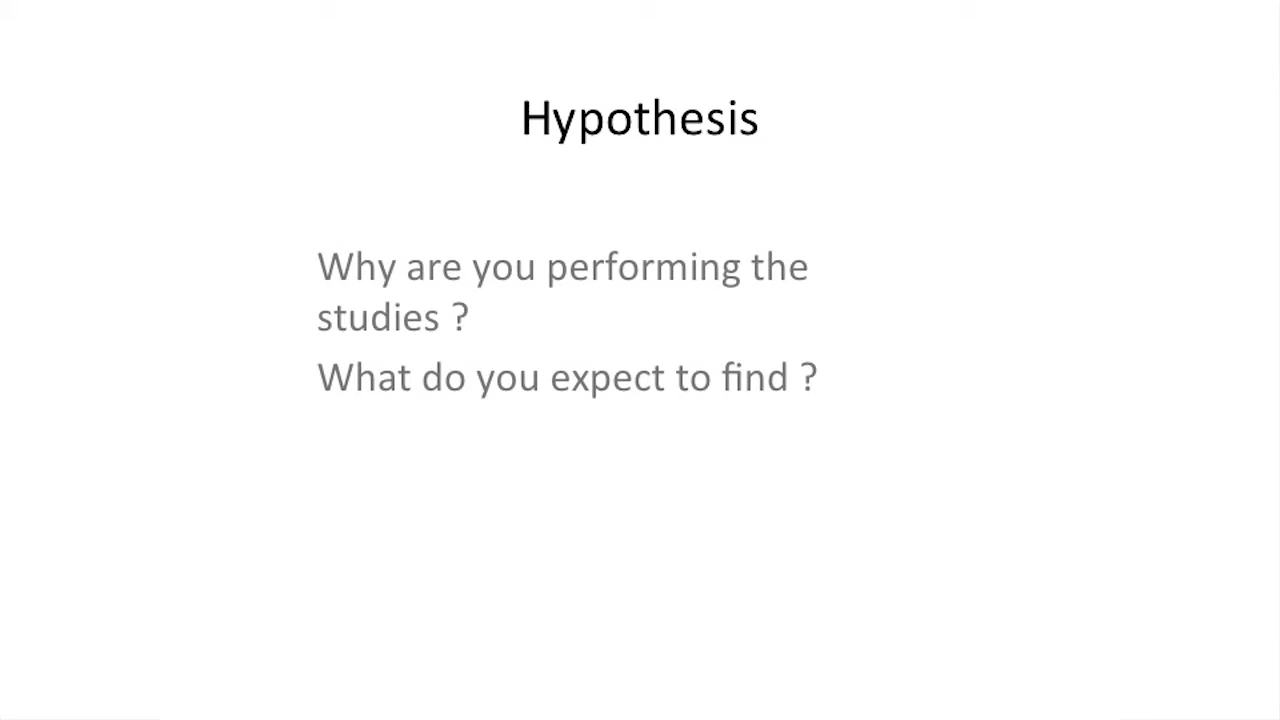 Hypothesis
Why are you performing the
studies ?
What do you expect to find ?